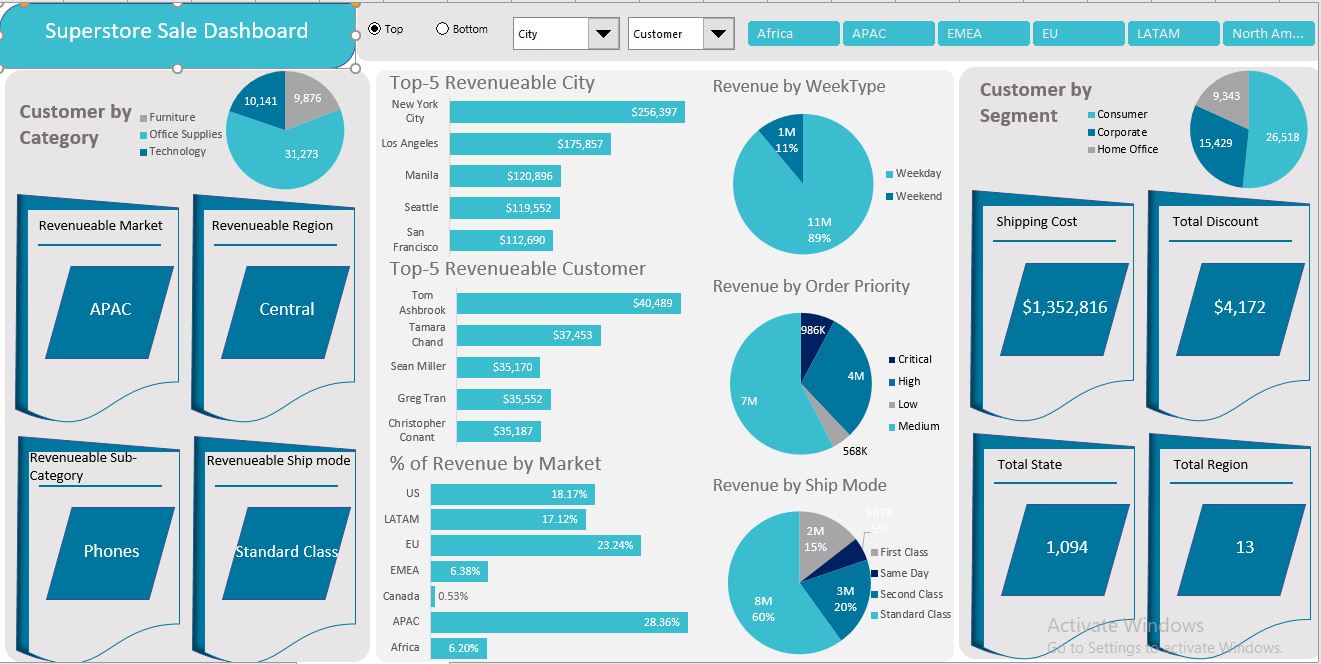 Superstore Sale Dashboard
Top
Bottom
City
Customer
Africa
APAC
EMEA
EU
LATAM
North Am...
Customer by
Category
Furniture
Office Supplies
Technology
10,141
9,876
31,273
Revenueable Market
APAC
Revenueable Region
Central
Revenueable Sub-
Category
Phones
Revenueable Ship mode
Standard Class
Top-5 Revenueable City
New York
City
$256,397
Los Angeles
$175,857
Manila
$120,896
Seattle
$119,552
San
Francisco
$112,690
Top-5 Revenueable Customer
Tom
Ashbrook
$40,489
Tamara
Chand
$37,453
Sean Miller
$35,170
Greg Tran
$35,552
Christopher
Conant
$35,187
% of Revenue by Market
US
18.17%
LATAM
17.12%
EU
23.24%
EMEA
6.38%
Canada
0.53%
APAC
28.36%
Africa
6.20%
Revenue by WeekType
1M
11%
11M
89%
Weekday
Weekend
Revenue by Order Priority
986K
4M
7M
568K
Critical
High
Low
Medium
Revenue by Ship Mode
667K
5%
2M
15%
3M
20%
8M
60%
First Class
Same Day
Second Class
Standard Class
Customer by
Segment
Consumer
Corporate
Home Office
9,343
15,429
26,518
Shipping Cost
$1,352,816
Total Discount
$4,172
Total State
1,094
Total Region
13
Activate Windows
Go to Settings to activate Windows.